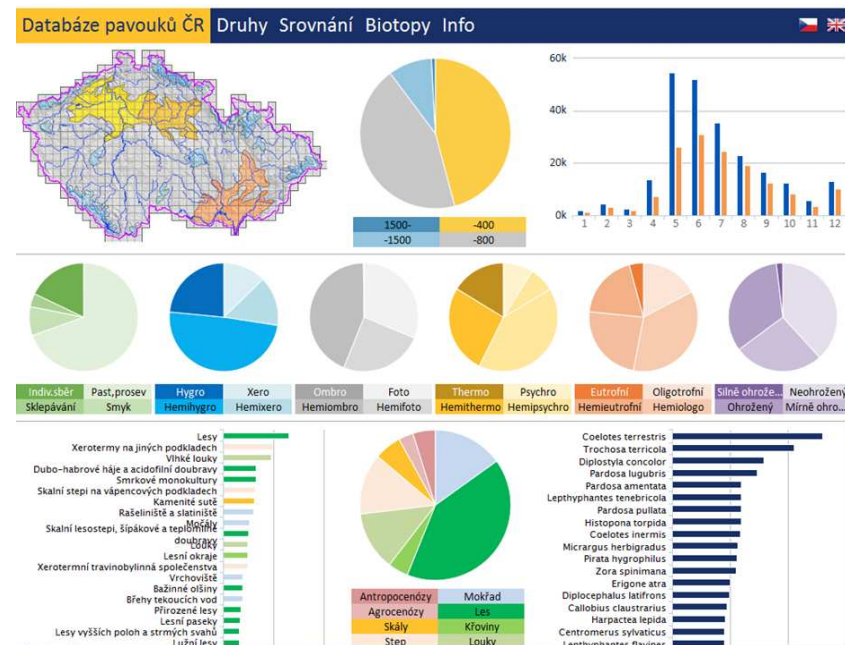 Databáze pavouků ČR Druhy Srovnání Biotopy Info
60k
40k
20k
0k
1 2 3 4 5 6 7 8 9 10 11 12
1500- -400
-1500 -800
Indiv.sběr Past,prosev
Sklepávání Smyk
Hygro Xero
Hemihygro Hemixero
Ombro Foto
Hemiombro Hemifoto
Thermo Psychro
Hemithermo Hemipsychro
Eutrofní Oligotrofní
Hemieutrofní Hemiologo
Silně ohrože... Neohrožený
Ohrožený Mírně ohro...
Lesy
Xerotermy na jiných podkladech
Vlhké louky
Dubo-habrové háje a acidofilní doubravy
Smrkové monokultury
Skalní stepi na vápencových podkladech
Kamenité sutě
Rašeliniště a slatiniště
Močály
Skalní lesostepi, šípákové a teplomilné
doubravy
Louky
Lesní okraje
Xerotermní travinobylinná společenstva
Vrchoviště
Bažinné olšiny
Břehy tekoucích vod
Přirozené lesy
Lesní paseky
Lesy vyšších poloh a strmých svahů
Lužní lesy
Antropocenózy Mokřad
Agrocenózy Les
Skály Křoviny
Step Louky
Coelotes terrestris
Trochosa terricola
Diplostyla concolor
Pardosa lugubris
Pardosa amentata
Lepthyphantes tenebricola
Pardosa pullata
Histopona torpida
Coelotes inermis
Micrargus herbigradus
Pirata hygrophilus
Zora spinimana
Erigone atra
Diplocephalus latifrons
Callobius claustrarius
Harpactea lepida
Centromerus sylvaticus
Lepthyphantes flavipes